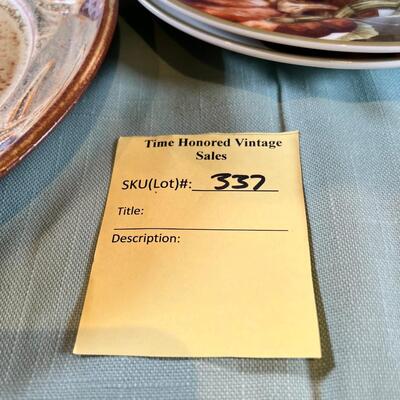 Time Honored Vintage
Sales
SKU(Lot)#: 337
Title:
Description: